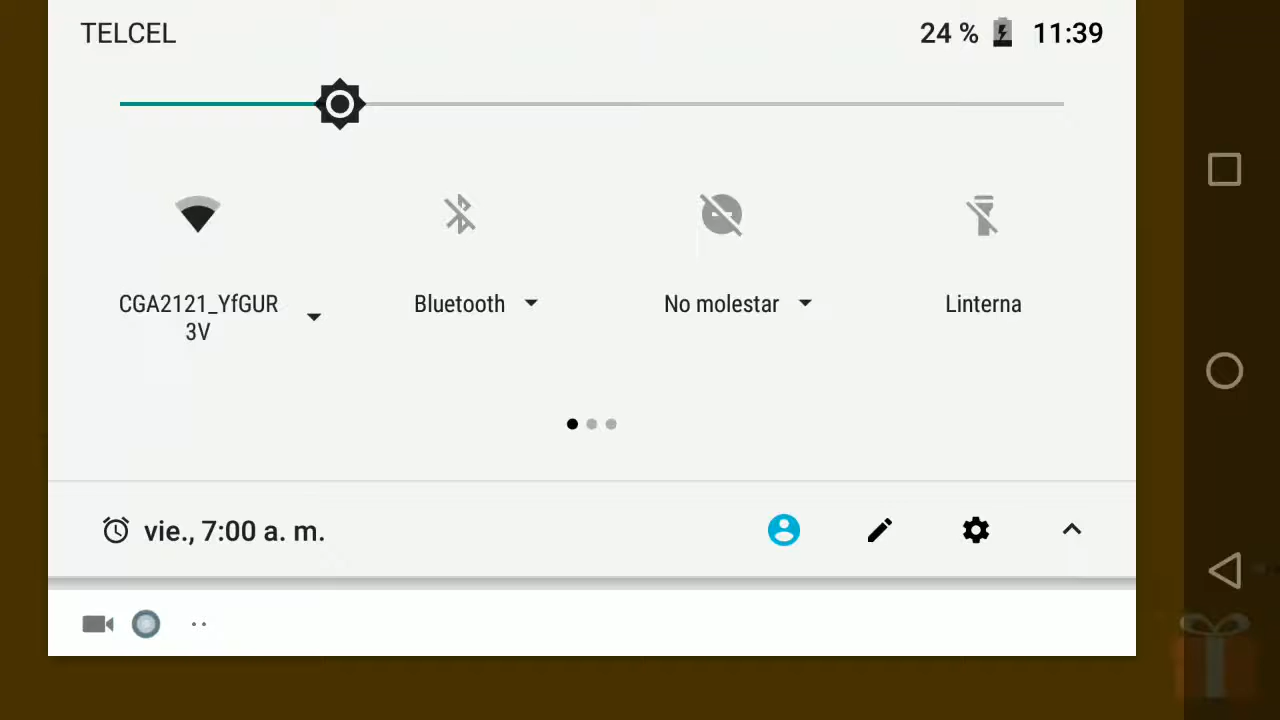 TELCEL
24 % 11:39
CGA2121_YfGUR
3V
Bluetooth
No molestar
Linterna
vie., 7:00 a. m.